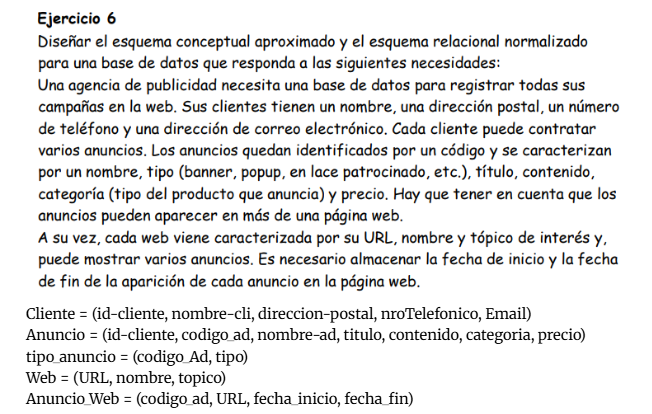 Ejercicio 6
Diseñar el esquema conceptual aproximado y el esquema relacional normalizado
para una base de datos que responda a las siguientes necesidades:
Una agencia de publicidad necesita una base de datos para registrar todas sus
campañas en la web. Sus clientes tienen un nombre, una dirección postal, un número
de teléfono y una dirección de correo electrónico. Cada cliente puede contratar
varios anuncios. Los anuncios quedan identificados por un código y se caracterizan
por un nombre, tipo (banner, popup, en lace patrocinado, etc.), título, contenido,
categoría (tipo del producto que anuncia) y precio. Hay que tener en cuenta que los
anuncios pueden aparecer en más de una página web.
A su vez, cada web viene caracterizada por su URL, nombre y tópico de interés y,
puede mostrar varios anuncios. Es necesario almacenar la fecha de inicio y la fecha
de fin de la aparición de cada anuncio en la página web.
Cliente = (id-cliente, nombre-cli, direccion-postal, nroTelefonico, Email)
Anuncio = (id-cliente, codigo_ad, nombre-ad, titulo, contenido, categoria, precio)
tipo_anuncio = (codigo_Ad, tipo)
Web = (URL, nombre, topico)
Anuncio_Web = (codigo_ad, URL, fecha_inicio, fecha_fin)